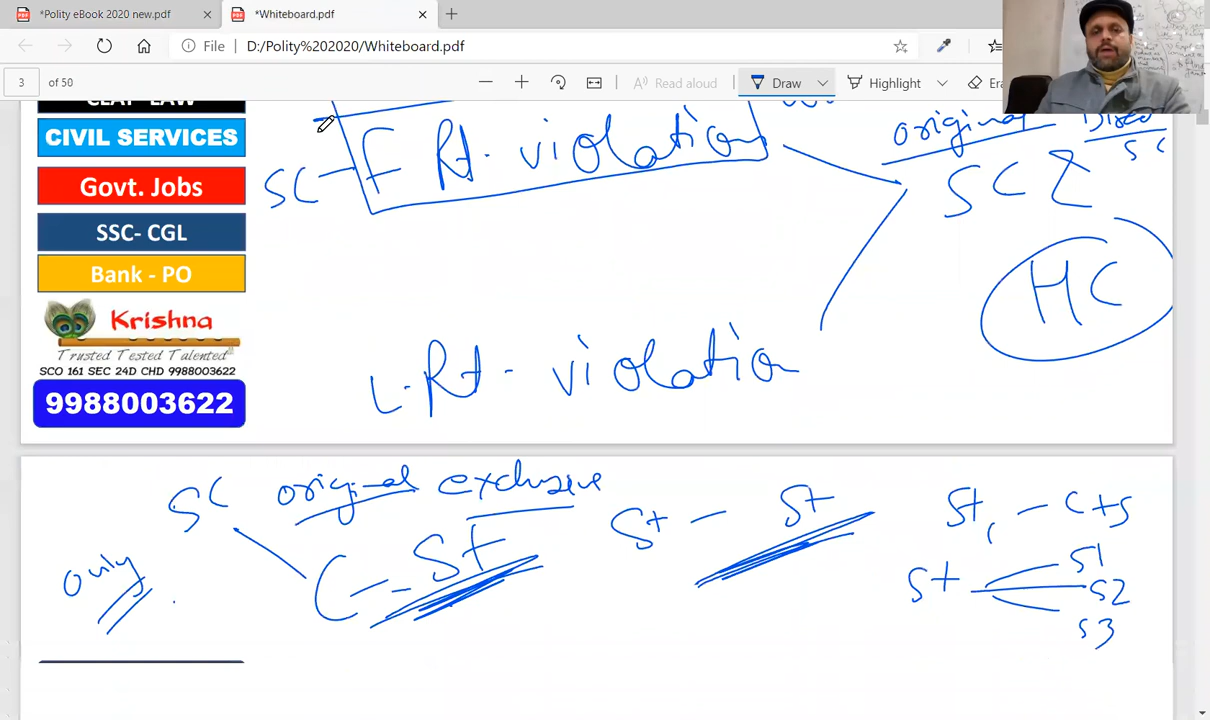 *Polity eBook 2020 new.pdf
*Whiteboard.pdf
File
D:/Polity%202020/Whiteboard.pdf
3 of 50
Read aloud
Draw
Highlight
CLAT- LAW
CIVIL SERVICES
Govt. Jobs
SSC- CGL
Bank - PO
Krishna
Trusted Tested Talented
SCO 161 SEC 24D CHD 9988003622
9988003622
SC - F Rt. violation
original
SC
SC
HC
L. Rt. violation
SC original exclusive
only
C - St
St - St
St, - C + S
St
S1
S2
S3